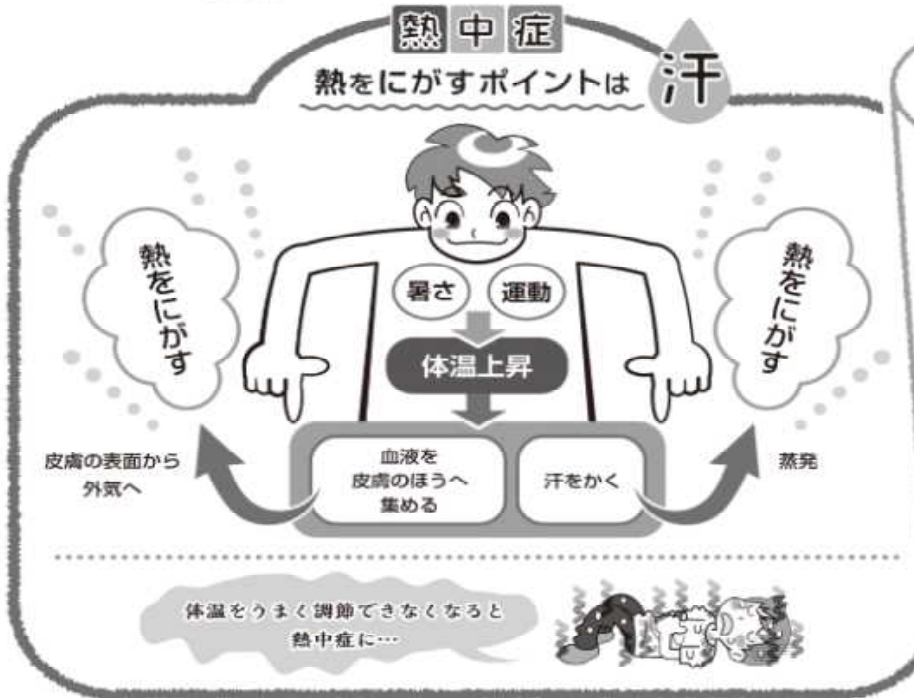 熱中症
熱をにがすポイントは
汗
暑さ
運動
体温上昇
熱をにがす
熱をにがす
血液を
皮膚のほうへ
集める
汗をかく
皮膚の表面から
外気へ
蒸発
体温をうまく調節できなくなると
熱中症に…